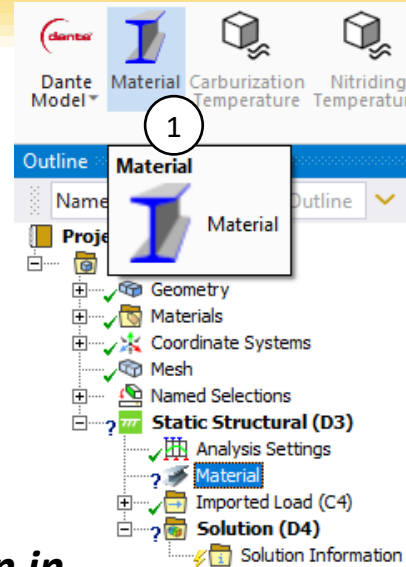 dante
Dante Material Carburization Nitriding
Model Temperature Temperatur
1
Outline
Material
Name Outline
Material
Proje
Geometry
Materials
Coordinate Systems
Mesh
Named Selections
Static Structural (D3)
Analysis Settings
Material
Imported Load (C4)
Solution (D4)
Solution Information
n in